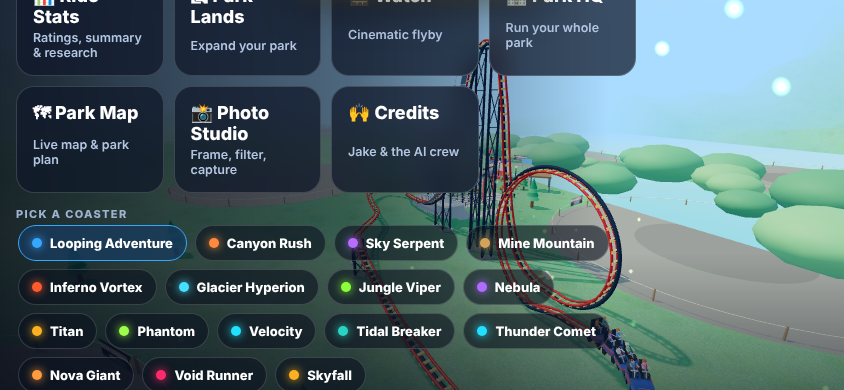 Stats
Lands
Ratings, summary
& research
Expand your park
Cinematic flyby
Run your whole
park
Park Map
Live map & park
plan
Photo
Studio
Frame, filter,
capture
Credits
Jake & the AI crew
PICK A COASTER
Looping Adventure
Canyon Rush
Sky Serpent
Mine Mountain
Inferno Vortex
Glacier Hyperion
Jungle Viper
Nebula
Titan
Phantom
Velocity
Tidal Breaker
Thunder Comet
Nova Giant
Void Runner
Skyfall